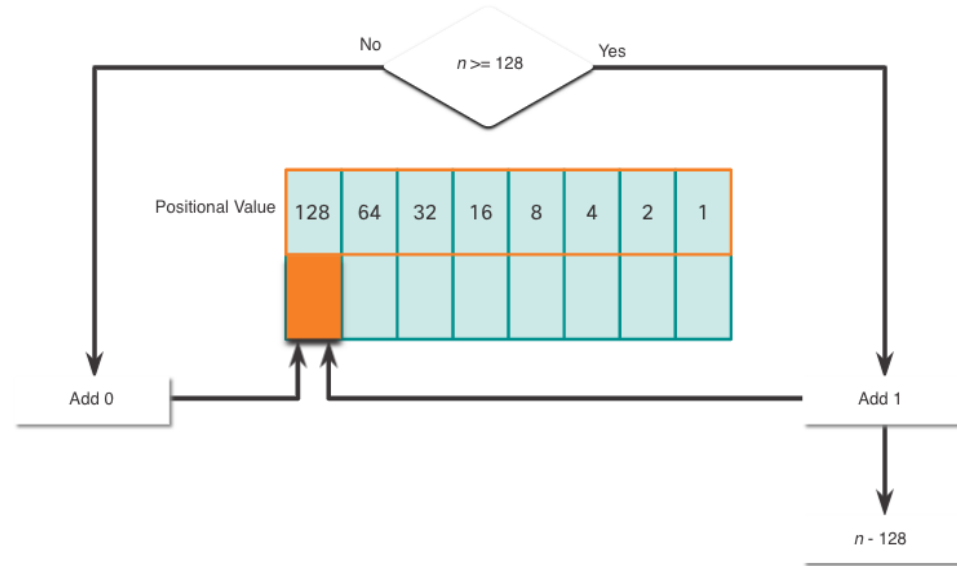 n >= 128
No
Yes
Positional Value
128 64 32 16 8 4 2 1
Add 0
Add 1
n - 128